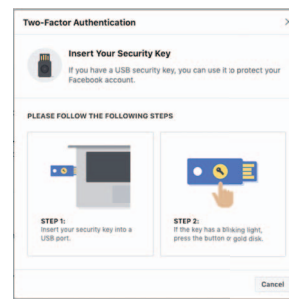 Two-Factor Authentication
Insert Your Security Key
If you have a USB security key, you can use it to protect your
Facebook account.
PLEASE FOLLOW THE FOLLOWING STEPS
STEP 1:
Insert your security key into a
USB port.
STEP 2:
If the key has a blinking light,
press the button or gold disk.
Cancel